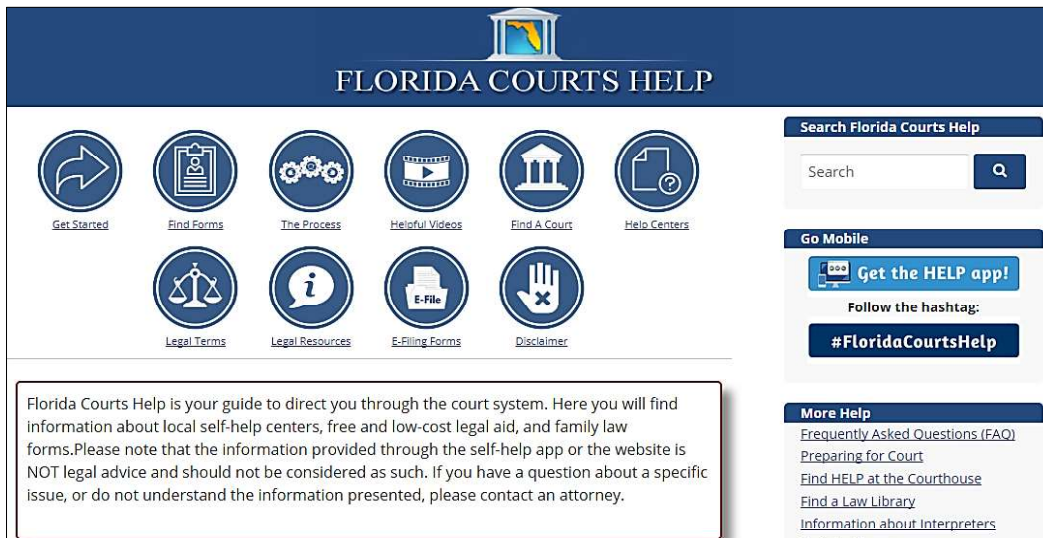 FLORIDA COURTS HELP
Get Started
Find Forms
The Process
Helpful Videos
Find A Court
Help Centers
E-File
Legal Terms
Legal Resources
E-Filing Forms
Disclaimer
Florida Courts Help is your guide to direct you through the court system. Here you will find
information about local self-help centers, free and low-cost legal aid, and family law
forms.Please note that the information provided through the self-help app or the website is
NOT legal advice and should not be considered as such. If you have a question about a specific
issue, or do not understand the information presented, please contact an attorney.
Search Florida Courts Help
Search
Go Mobile
Get the HELP app!
Follow the hashtag:
#FloridaCourtsHelp
More Help
Frequently Asked Questions (FAQ)
Preparing for Court
Find HELP at the Courthouse
Find a Law Library
Information about Interpreters